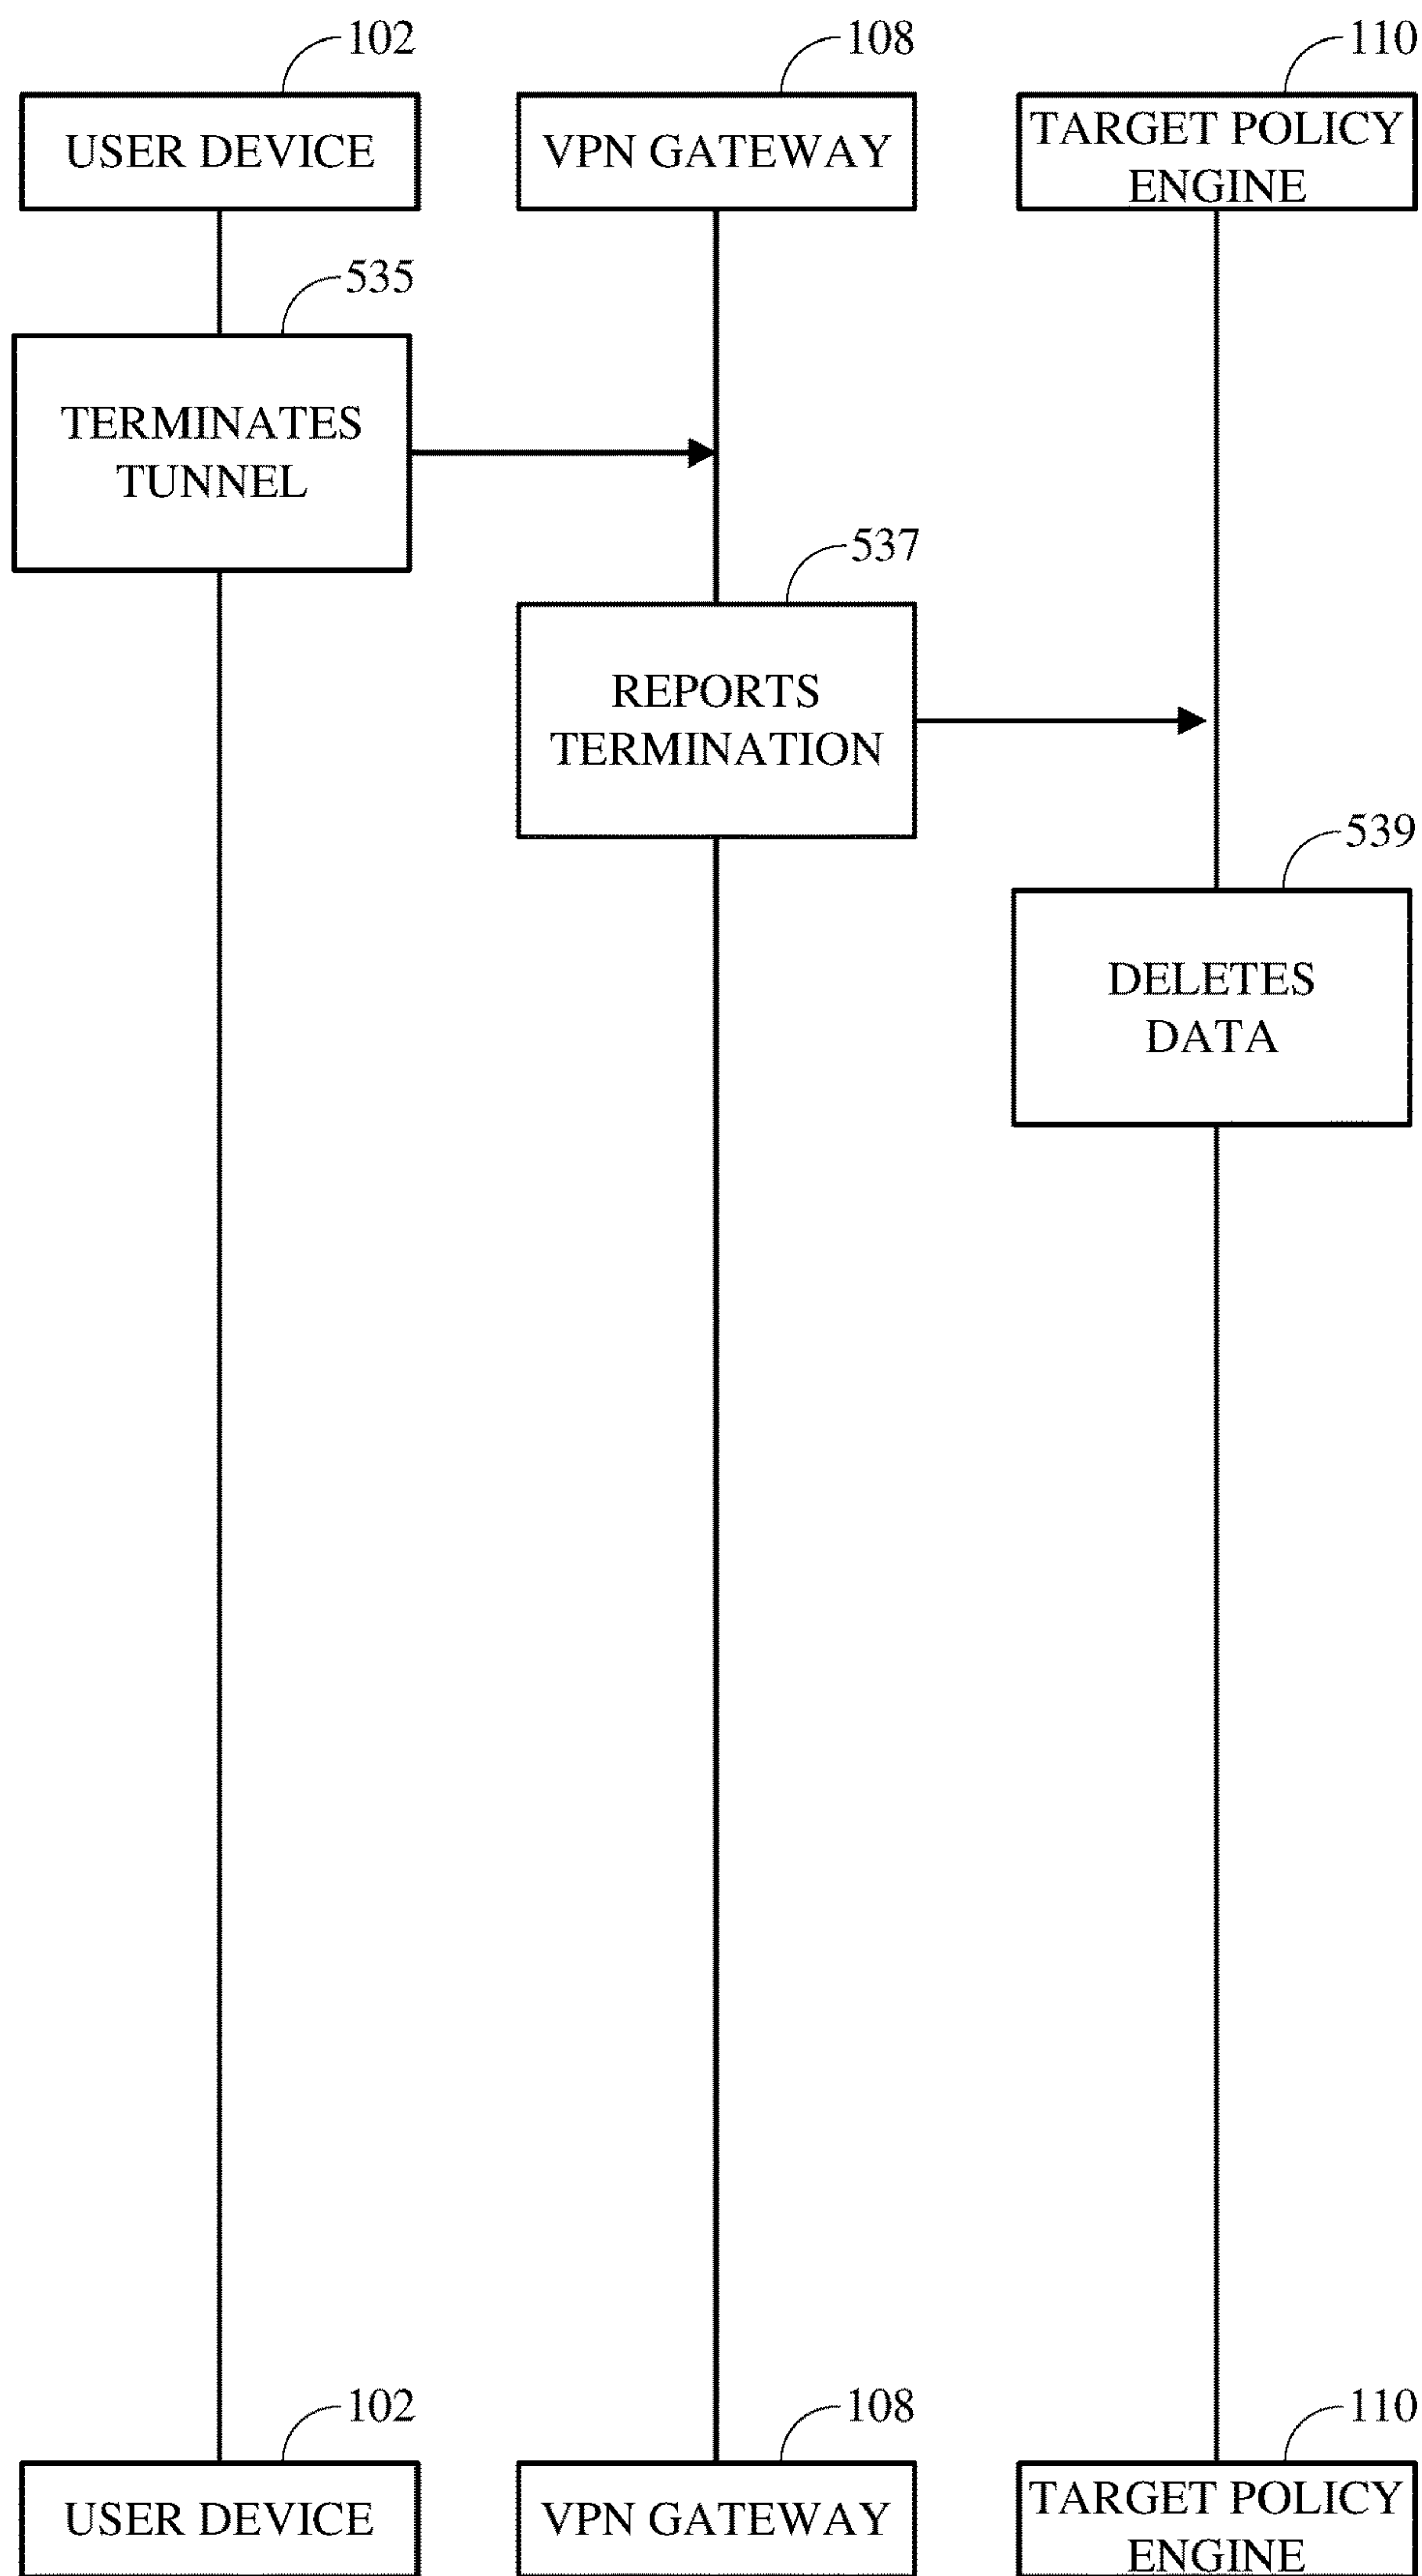 102
108
110
USER DEVICE
VPN GATEWAY
TARGET POLICY
ENGINE
535
TERMINATES
TUNNEL
537
REPORTS
TERMINATION
539
DELETES
DATA
102
108
110
USER DEVICE
VPN GATEWAY
TARGET POLICY
ENGINE